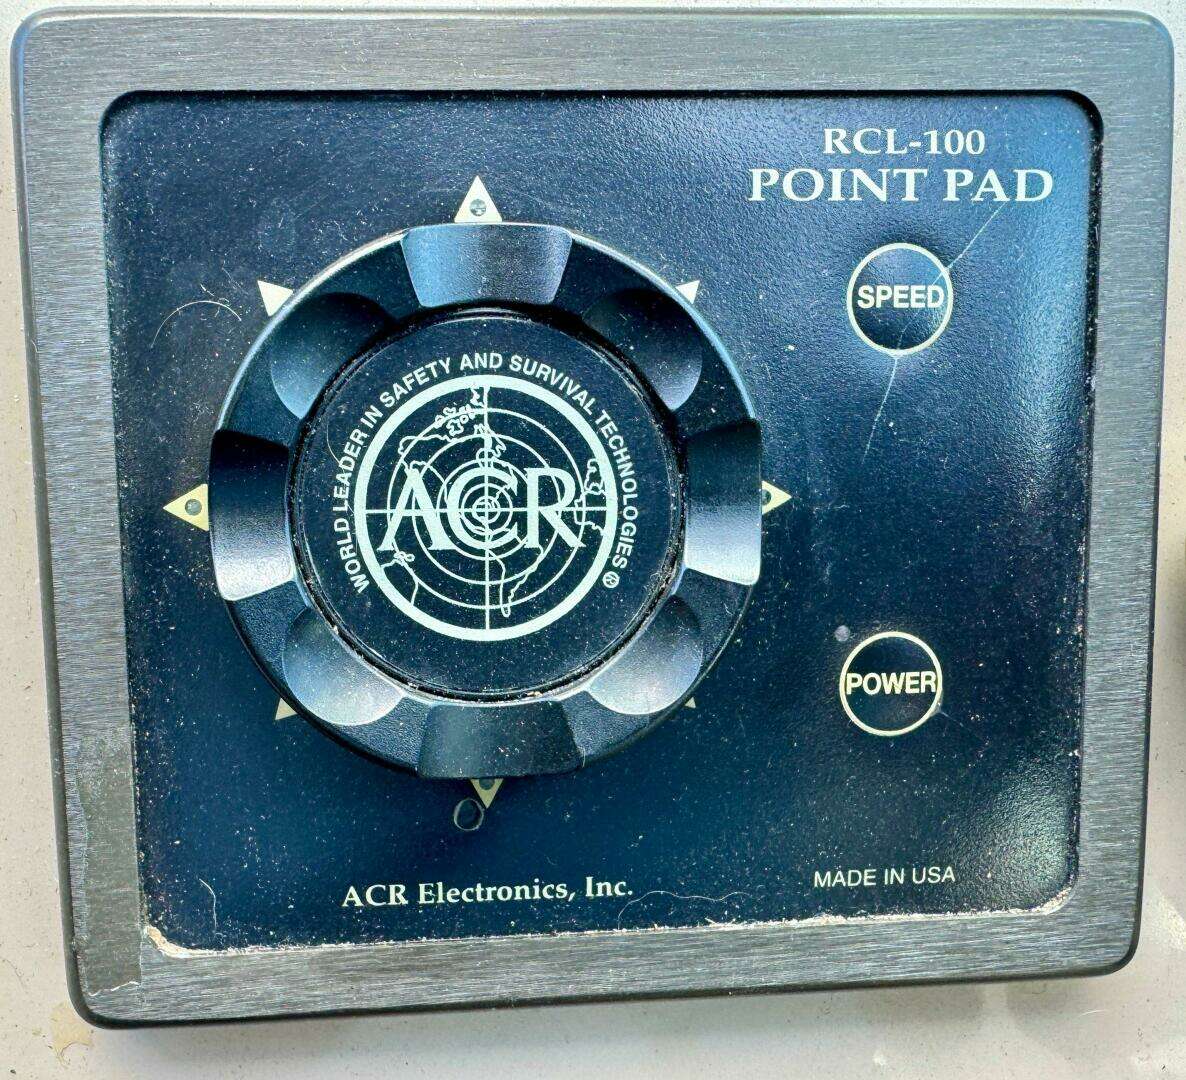 RCL-100
POINT PAD
SPEED
WORLD LEADER IN SAFETY AND SURVIVAL TECHNOLOGIES ®
ACR
POWER
MADE IN USA
ACR Electronics, Inc.